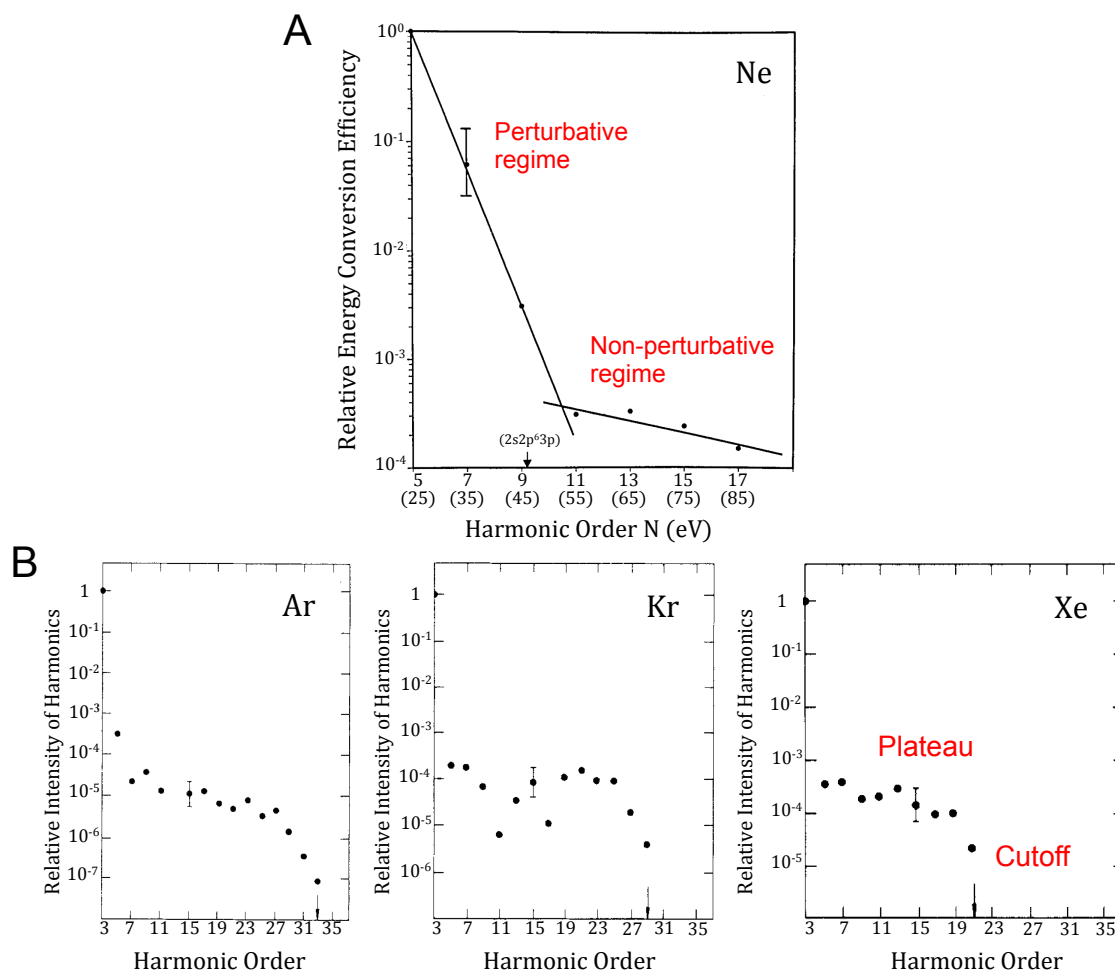 A
Relative Energy Conversion Efficiency
10⁰
10⁻¹
10⁻²
10⁻³
10⁻⁴
Ne
Perturbative
regime
Non-perturbative
regime
(2s2p⁶3p)
5 7 9 11 13 15 17
(25) (35) (45) (55) (65) (75) (85)
Harmonic Order N (eV)
B
Relative Intensity of Harmonics
1
10⁻¹
10⁻²
10⁻³
10⁻⁴
10⁻⁵
10⁻⁶
10⁻⁷
Ar
3 7 11 15 19 23 27 31 35
Harmonic Order
Relative Intensity of Harmonics
1
10⁻¹
10⁻²
10⁻³
10⁻⁴
10⁻⁵
10⁻⁶
Kr
3 7 11 15 19 23 27 31 35
Harmonic Order
Relative Intensity of Harmonics
1
10⁻¹
10⁻²
10⁻³
10⁻⁴
10⁻⁵
Xe
Plateau
Cutoff
3 7 11 15 19 23 27 31 35
Harmonic Order